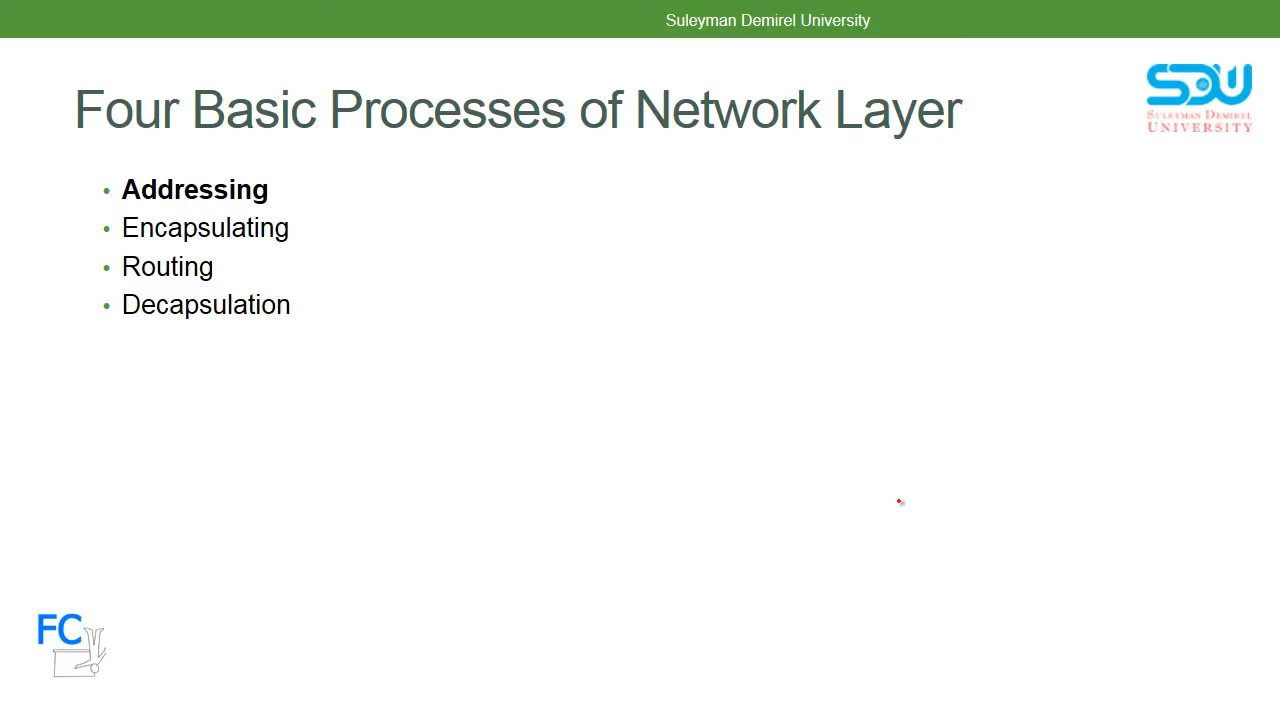 Suleyman Demirel University
Four Basic Processes of Network Layer
SDU
SULEYMAN DEMIREL
UNIVERSITY
• Addressing
• Encapsulating
• Routing
• Decapsulation
FC